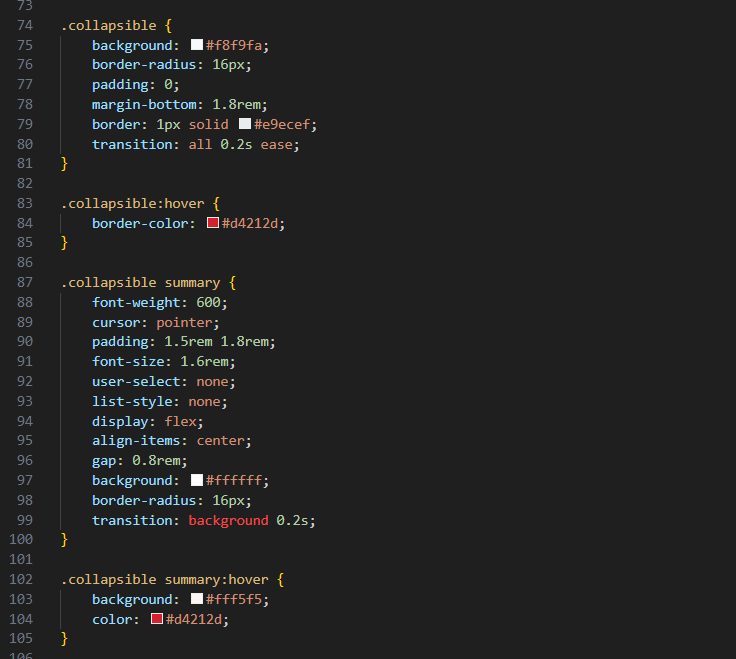 73
74 .collapsible {
75     background: #f8f9fa;
76     border-radius: 16px;
77     padding: 0;
78     margin-bottom: 1.8rem;
79     border: 1px solid #e9ecef;
80     transition: all 0.2s ease;
81 }
82
83 .collapsible:hover {
84     border-color: #d4212d;
85 }
86
87 .collapsible summary {
88     font-weight: 600;
89     cursor: pointer;
90     padding: 1.5rem 1.8rem;
91     font-size: 1.6rem;
92     user-select: none;
93     list-style: none;
94     display: flex;
95     align-items: center;
96     gap: 0.8rem;
97     background: #ffffff;
98     border-radius: 16px;
99     transition: background 0.2s;
100 }
101
102 .collapsible summary:hover {
103     background: #fff5f5;
104     color: #d4212d;
105 }
106